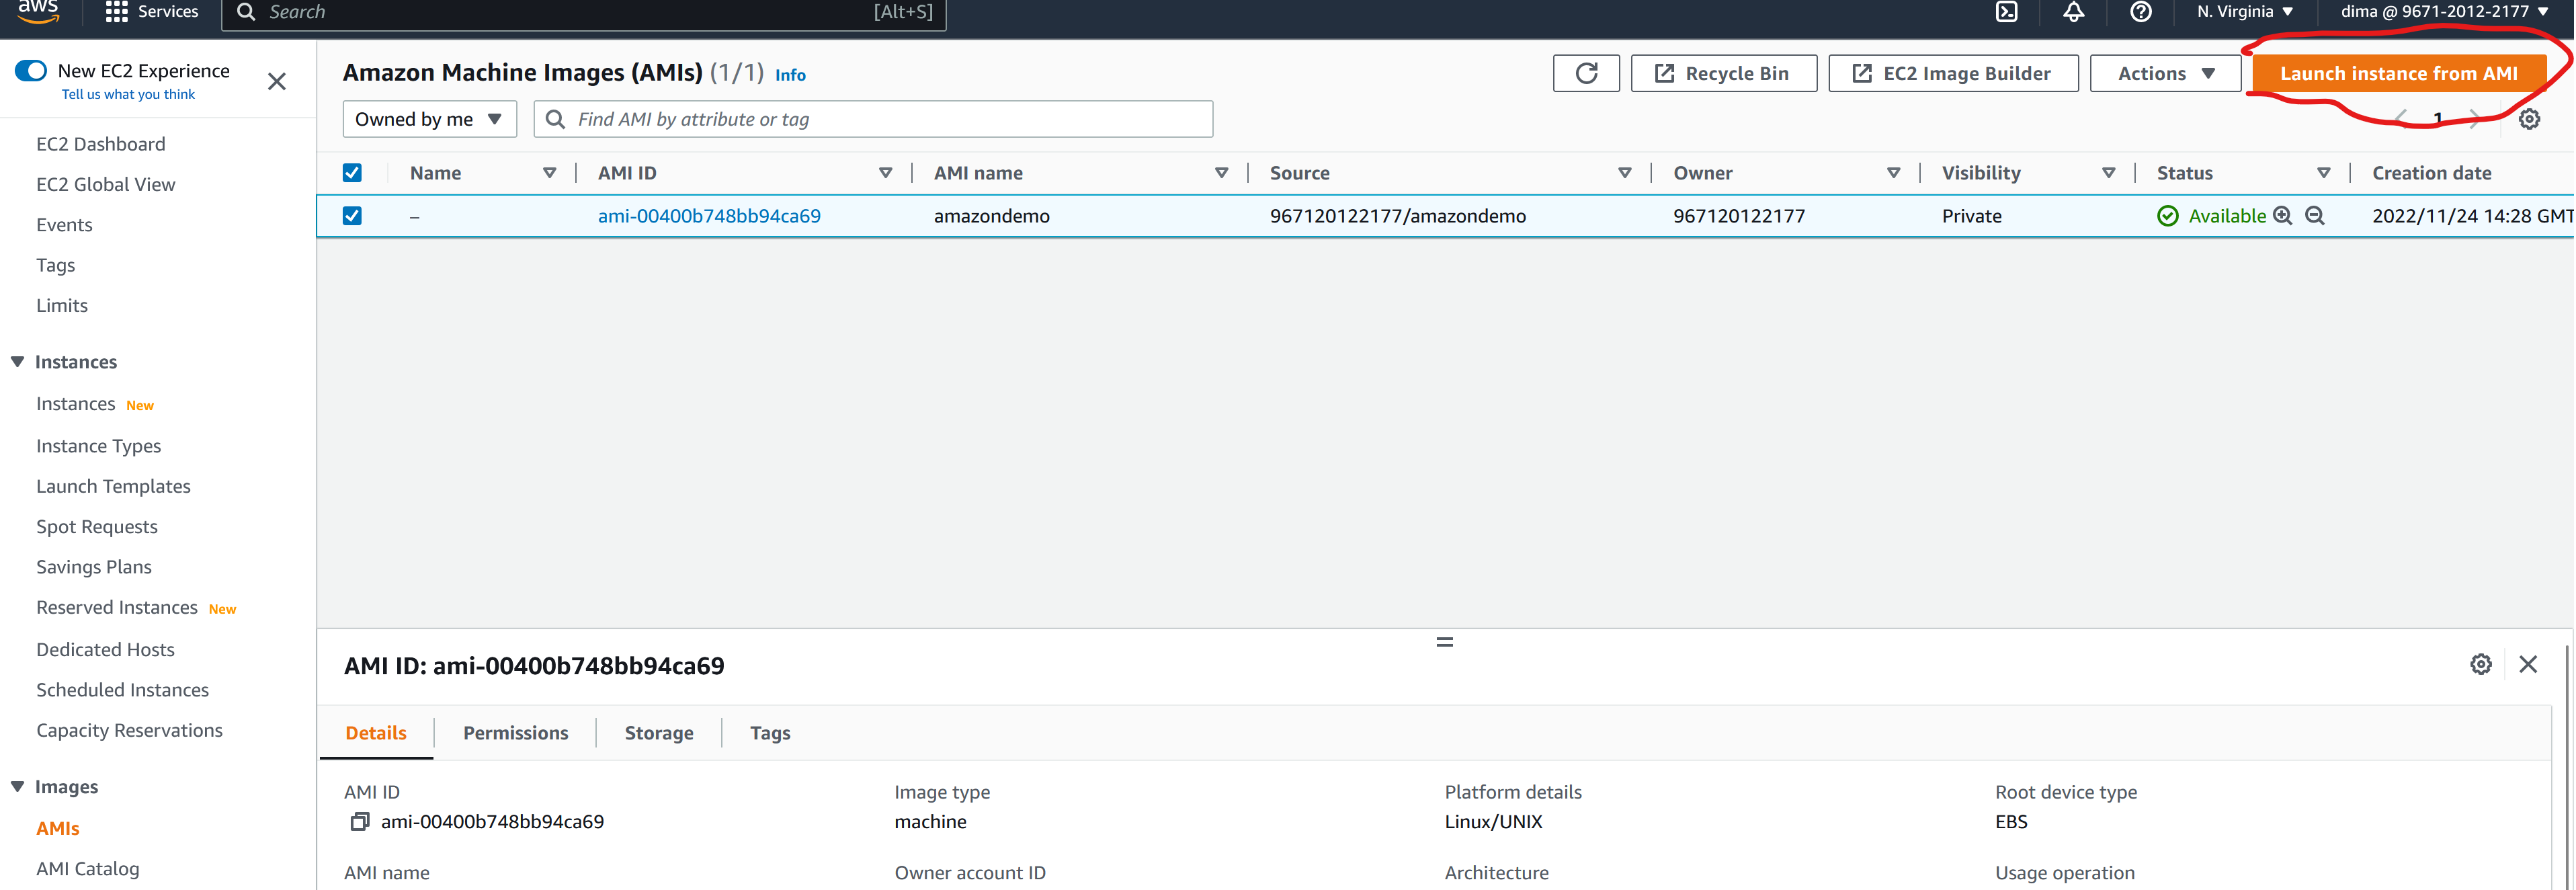 aws Services Search [Alt+S] N. Virginia dima @ 9671-2012-2177
New EC2 Experience
Tell us what you think
EC2 Dashboard
EC2 Global View
Events
Tags
Limits
Instances
Instances New
Instance Types
Launch Templates
Spot Requests
Savings Plans
Reserved Instances New
Dedicated Hosts
Scheduled Instances
Capacity Reservations
Images
AMIs
AMI Catalog
Amazon Machine Images (AMIs) (1/1) Info
Recycle Bin EC2 Image Builder Actions Launch instance from AMI
Owned by me Find AMI by attribute or tag 1
Name AMI ID AMI name Source Owner Visibility Status Creation date
– ami-00400b748bb94ca69 amazondemo 967120122177/amazondemo 967120122177 Private Available 2022/11/24 14:28 GMT
AMI ID: ami-00400b748bb94ca69
Details Permissions Storage Tags
AMI ID Image type Platform details Root device type
ami-00400b748bb94ca69 machine Linux/UNIX EBS
AMI name Owner account ID Architecture Usage operation